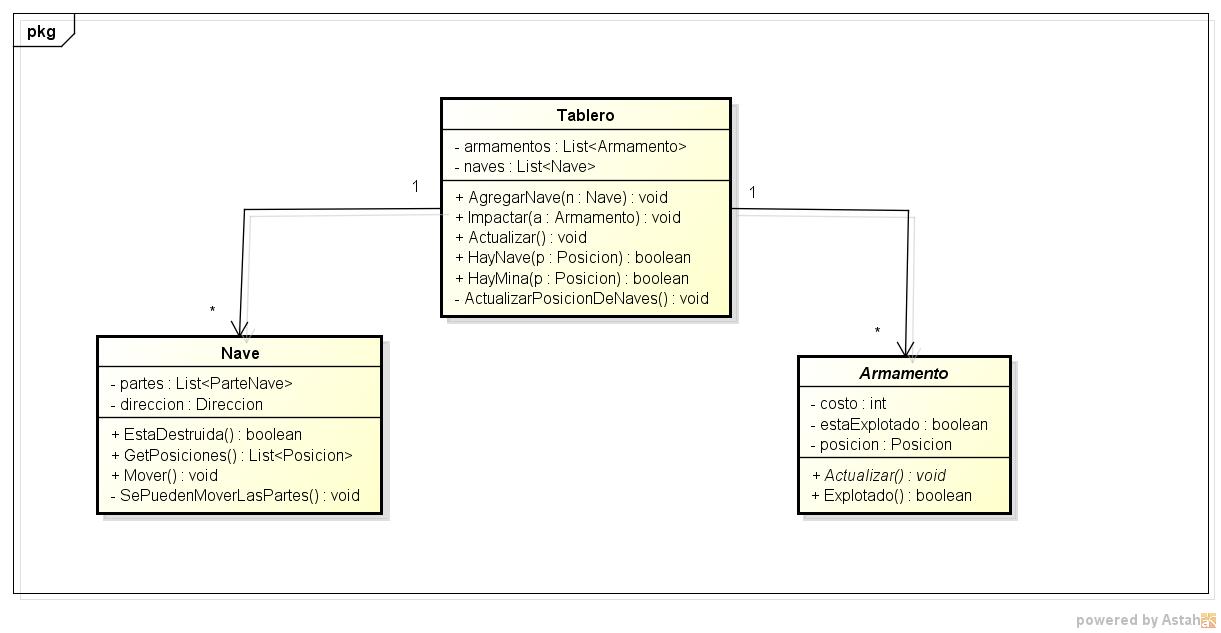 pkg
Tablero
- armamentos : List<Armamento>
- naves : List<Nave>
+ AgregarNave(n : Nave) : void
+ Impactar(a : Armamento) : void
+ Actualizar() : void
+ HayNave(p : Posicion) : boolean
+ HayMina(p : Posicion) : boolean
- ActualizarPosicionDeNaves() : void
1
1
*
*
Nave
- partes : List<ParteNave>
- direccion : Direccion
+ EstaDestruida() : boolean
+ GetPosiciones() : List<Posicion>
+ Mover() : void
- SePuedenMoverLasPartes() : void
Armamento
- costo : int
- estaExplotado : boolean
- posicion : Posicion
+ Actualizar() : void
+ Explotado() : boolean
powered by Astah